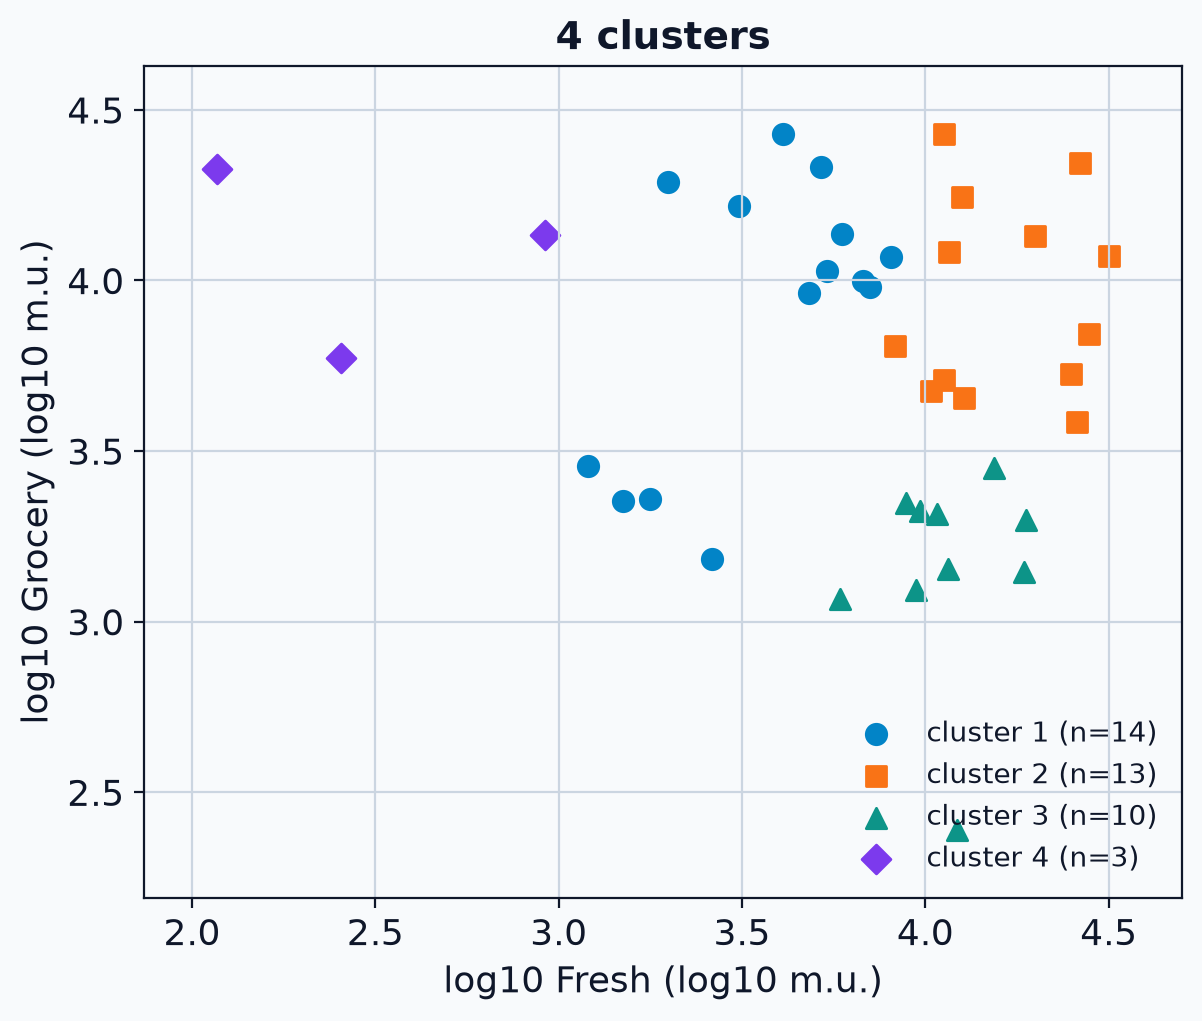 4 clusters
4.5
4.0
3.5
3.0
2.5
log10 Grocery (log10 m.u.)
cluster 1 (n=14)
cluster 2 (n=13)
cluster 3 (n=10)
cluster 4 (n=3)
2.0 2.5 3.0 3.5 4.0 4.5
log10 Fresh (log10 m.u.)